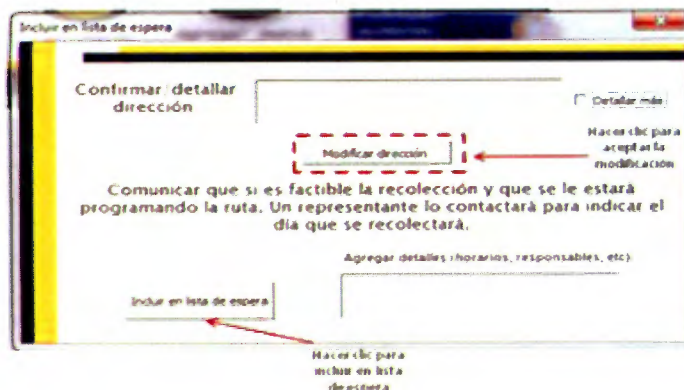 Incluir en lista de espera
Confirmar/detallar
dirección
Detallar más
Modificar dirección
Hacer clic para
aceptar la
modificación
Comunicar que si es factible la recolección y que se le estará
programando la ruta. Un representante lo contactará para indicar el
día que se recolectará.
Agregar detalles (horarios, responsables, etc)
Incluir en lista de espera
Hacer clic para
incluir en lista
de espera